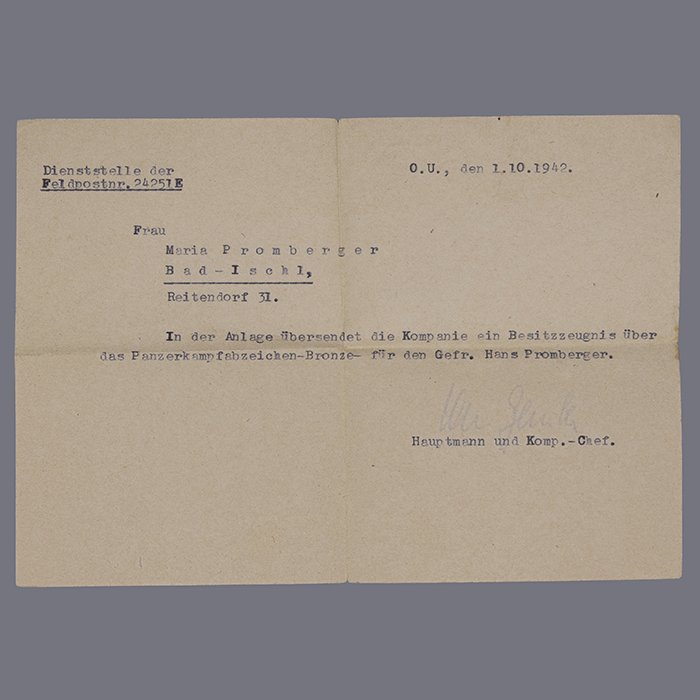 Dienststelle der
Feldpostnr. 24251E
O.U., den 1.10.1942.
Frau
Maria Promberger
Bad-Ischl,
Reitendorf 31.
In der Anlage übersendet die Kompanie ein Besitzzeugnis über
das Panzerkampfabzeichen-Bronze- für den Gefr. Hans Promberger.
Hauptmann und Komp.-Chef.